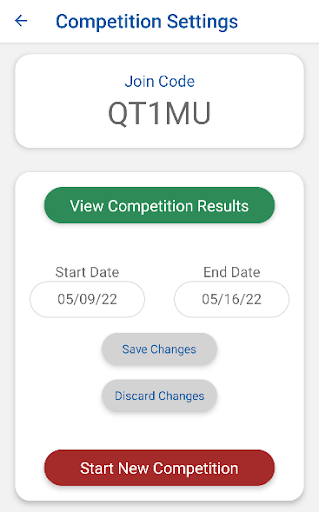 Competition Settings
Join Code
QT1MU
View Competition Results
Start Date
End Date
05/09/22
05/16/22
Save Changes
Discard Changes
Start New Competition